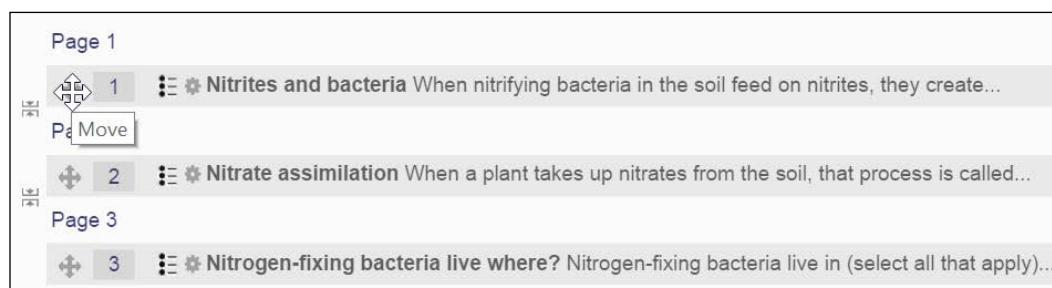 Page 1
1 Nitrites and bacteria When nitrifying bacteria in the soil feed on nitrites, they create...
Pa
Move
2 Nitrate assimilation When a plant takes up nitrates from the soil, that process is called...
Page 3
3 Nitrogen-fixing bacteria live where? Nitrogen-fixing bacteria live in (select all that apply)...